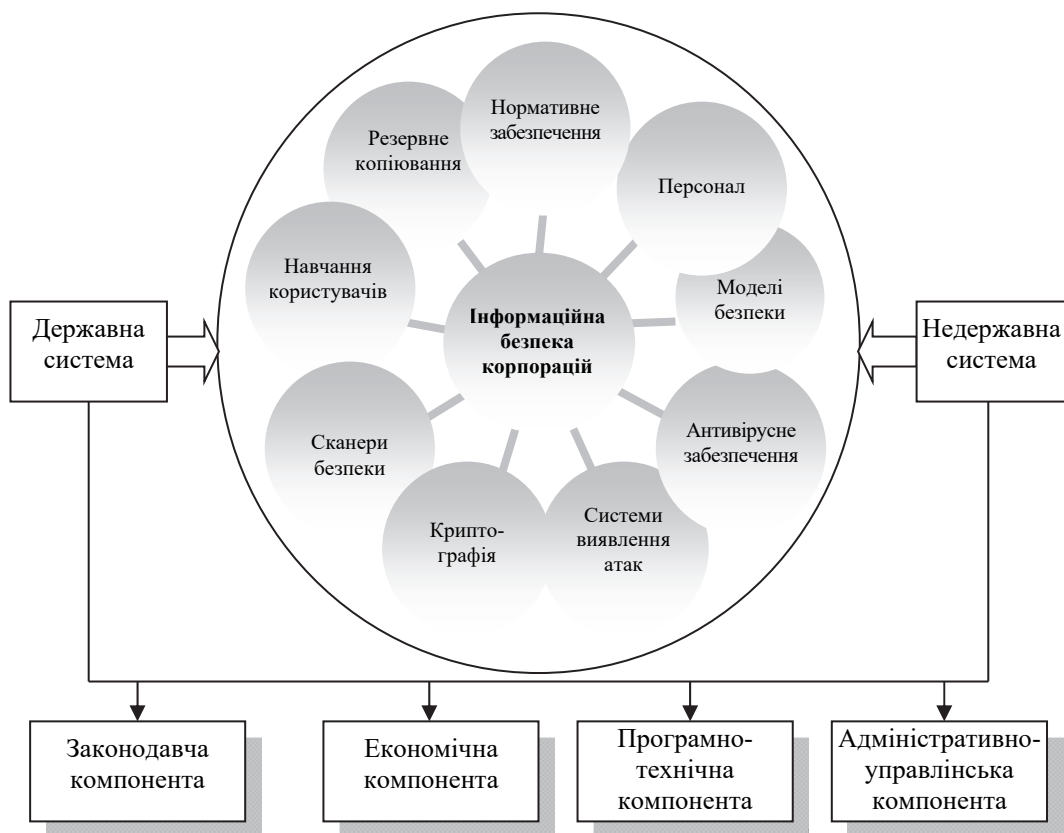 Нормативне
забезпечення
Резервне
копіювання
Персонал
Навчання
користувачів
Моделі
безпеки
Інформаційна
безпека
корпорацій
Державна
система
Недержавна
система
Сканери
безпеки
Антивірусне
забезпечення
Крипто-
графія
Системи
виявлення
атак
Законодавча
компонента
Економічна
компонента
Програмно-
технічна
компонента
Адміністративно-
управлінська
компонента